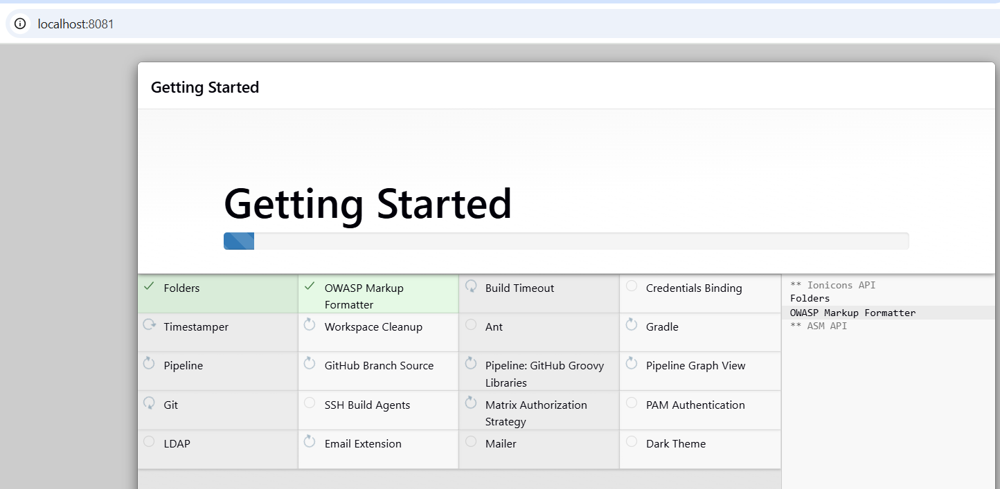 localhost:8081
Getting Started
Getting Started
Folders
OWASP Markup
Formatter
Build Timeout
Credentials Binding
Timestamper
Workspace Cleanup
Ant
Gradle
Pipeline
GitHub Branch Source
Pipeline: GitHub Groovy
Libraries
Pipeline Graph View
Git
SSH Build Agents
Matrix Authorization
Strategy
PAM Authentication
LDAP
Email Extension
Mailer
Dark Theme
** Ionicons API
Folders
OWASP Markup Formatter
** ASM API